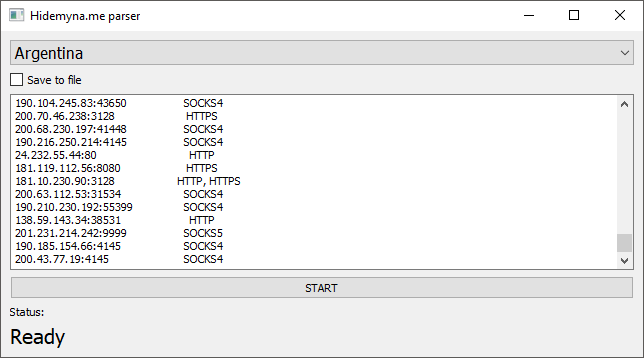 Hidemyna.me parser
Argentina
Save to file
190.104.245.83:43650 SOCKS4
200.70.46.238:3128 HTTPS
200.68.230.197:41448 SOCKS4
190.216.250.214:4145 SOCKS4
24.232.55.44:80 HTTP
181.119.112.56:8080 HTTPS
181.10.230.90:3128 HTTP, HTTPS
200.63.112.53:31534 SOCKS4
190.210.230.192:55399 SOCKS4
138.59.143.34:38531 HTTP
201.231.214.242:9999 SOCKS5
190.185.154.66:4145 SOCKS4
200.43.77.19:4145 SOCKS4
START
Status:
Ready